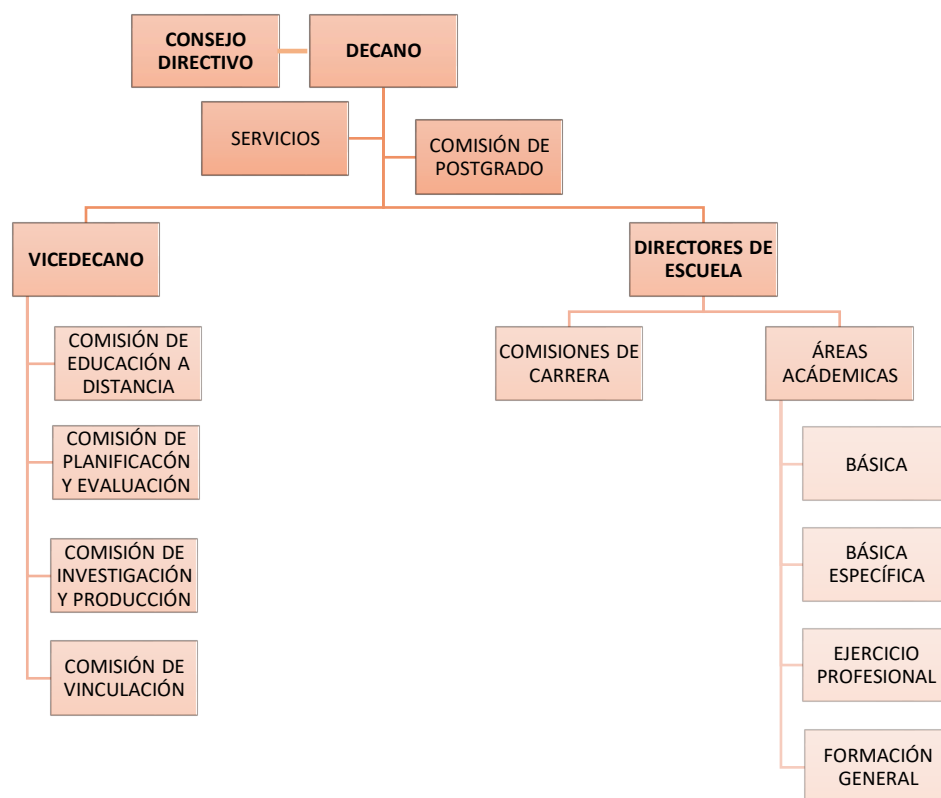 CONSEJO
DIRECTIVO
DECANO
SERVICIOS
COMISIÓN DE
POSTGRADO
VICEDECANO
DIRECTORES DE
ESCUELA
COMISIÓN DE
EDUCACIÓN A
DISTANCIA
COMISIÓN DE
PLANIFICACÓN
Y EVALUACIÓN
COMISIÓN DE
INVESTIGACIÓN
Y PRODUCCIÓN
COMISIÓN DE
VINCULACIÓN
COMISIONES DE
CARRERA
ÁREAS
ACÁDEMICAS
BÁSICA
BÁSICA
ESPECÍFICA
EJERCICIO
PROFESIONAL
FORMACIÓN
GENERAL